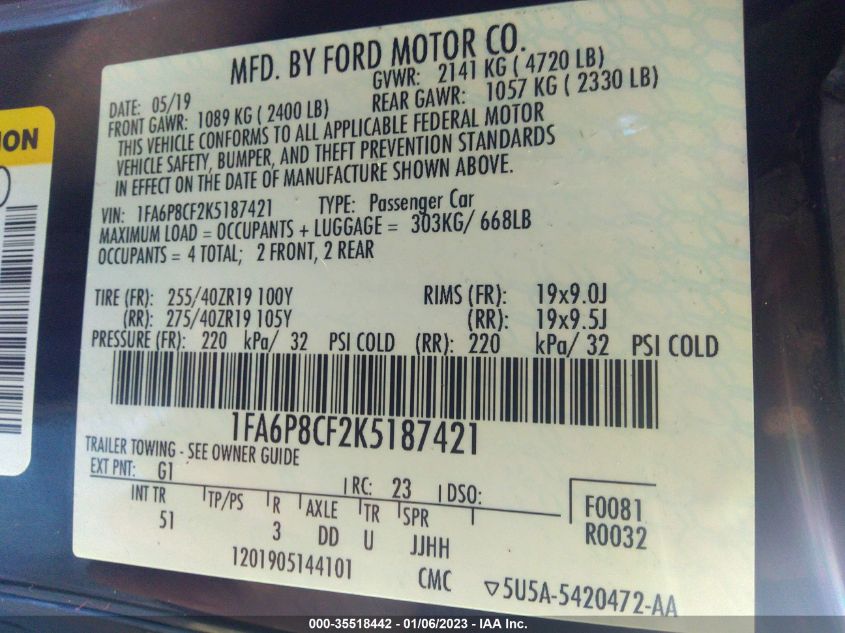 MFD. BY FORD MOTOR CO.
DATE: 05/19 GVWR: 2141 KG ( 4720 LB)
FRONT GAWR: 1089 KG ( 2400 LB) REAR GAWR: 1057 KG ( 2330 LB)
THIS VEHICLE CONFORMS TO ALL APPLICABLE FEDERAL MOTOR
VEHICLE SAFETY, BUMPER, AND THEFT PREVENTION STANDARDS
IN EFFECT ON THE DATE OF MANUFACTURE SHOWN ABOVE.
VIN: 1FA6P8CF2K5187421 TYPE: Passenger Car
MAXIMUM LOAD = OCCUPANTS + LUGGAGE = 303KG/ 668LB
OCCUPANTS = 4 TOTAL; 2 FRONT, 2 REAR
TIRE (FR): 255/40ZR19 100Y RIMS (FR): 19x9.0J
(RR): 275/40ZR19 105Y (RR): 19x9.5J
PRESSURE (FR): 220 kPa/ 32 PSI COLD (RR): 220 kPa/ 32 PSI COLD
1FA6P8CF2K5187421
TRAILER TOWING - SEE OWNER GUIDE
EXT PNT: G1 RC: 23 DSO:
INT TR TP/PS R AXLE TR SPR F0081
51 3 DD U JJHH R0032
1201905144101 CMC ▽5U5A-5420472-AA
ION
000-35518442 - 01/06/2023 - IAA Inc.